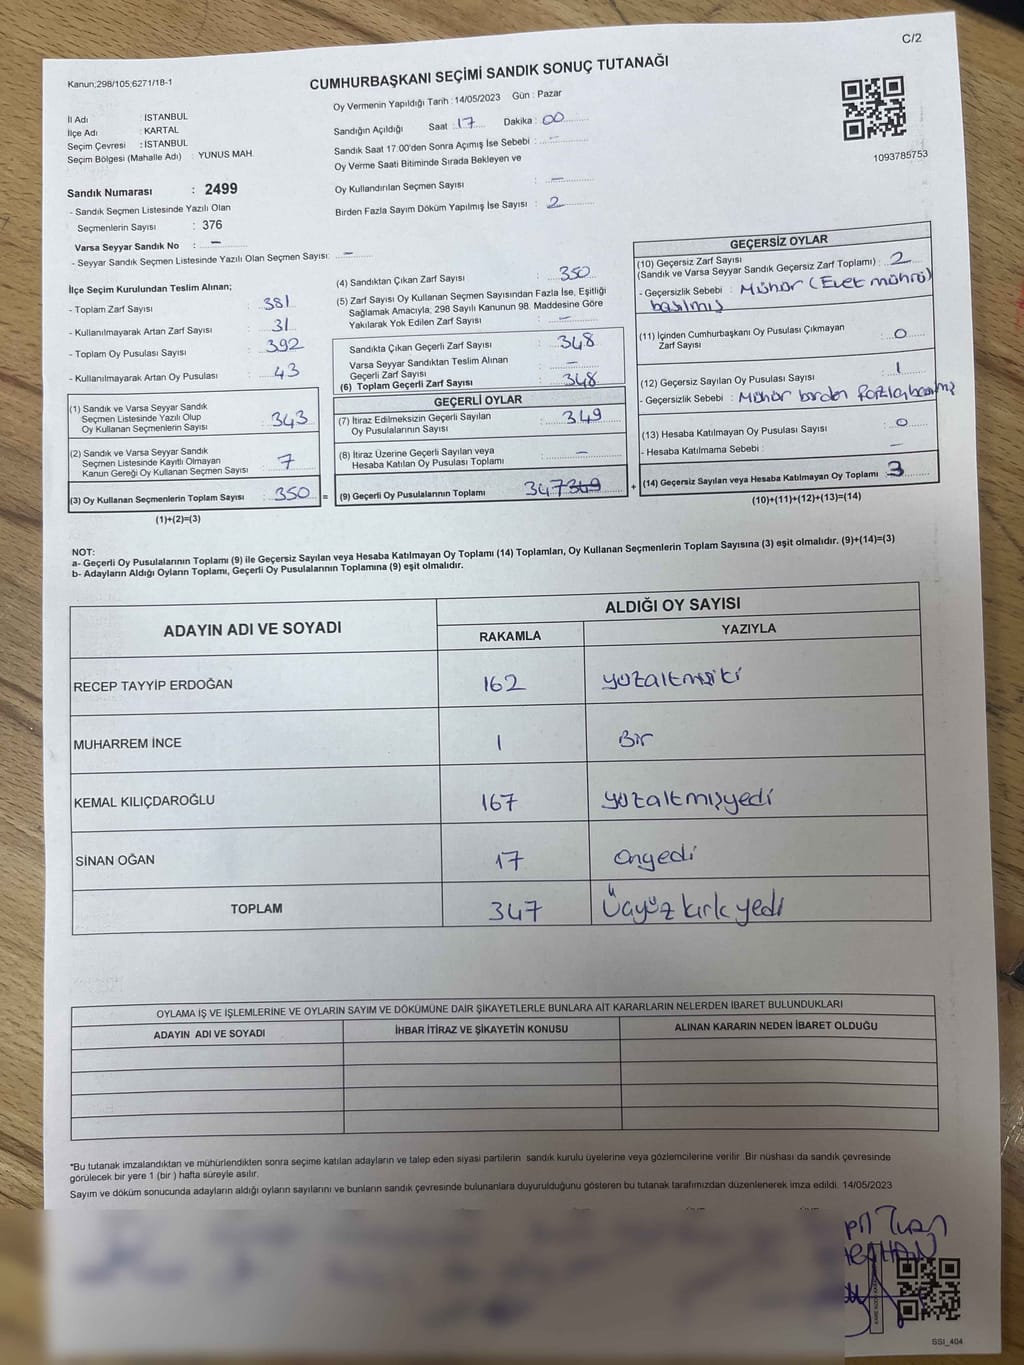 C/2
Kanun;298/105;6271/18-1
CUMHURBAŞKANI SEÇİMİ SANDIK SONUÇ TUTANAĞI
Oy Vermenin Yapıldığı Tarih : 14/05/2023 Gün : Pazar
İl Adı : İSTANBUL
İlçe Adı : KARTAL
Seçim Çevresi : İSTANBUL
Seçim Bölgesi (Mahalle Adı) : YUNUS MAH.
Sandığın Açıldığı Saat : 17 Dakika : 00
Sandık Saat 17:00'den Sonra Açımış İse Sebebi : -
Oy Verme Saati Bitiminde Sırada Bekleyen ve
Oy Kullandırılan Seçmen Sayısı : -
Birden Fazla Sayım Döküm Yapılmış İse Sayısı : 2
1093785753
Sandık Numarası : 2499
- Sandık Seçmen Listesinde Yazılı Olan
Seçmenlerin Sayısı : 376
Varsa Seyyar Sandık No : -
- Seyyar Sandık Seçmen Listesinde Yazılı Olan Seçmen Sayısı: -
İlçe Seçim Kurulundan Teslim Alınan;
- Toplam Zarf Sayısı : 381
- Kullanılmayarak Artan Zarf Sayısı : 31
- Toplam Oy Pusulası Sayısı : 392
- Kullanılmayarak Artan Oy Pusulası : 43
(1) Sandık ve Varsa Seyyar Sandık
Seçmen Listesinde Yazılı Olup
Oy Kullanan Seçmenlerin Sayısı : 343
(2) Sandık ve Varsa Seyyar Sandık
Seçmen Listesinde Kayıtlı Olmayan
Kanun Gereği Oy Kullanan Seçmen Sayısı : 7
(3) Oy Kullanan Seçmenlerin Toplam Sayısı : 350 =
(1)+(2)=(3)
(4) Sandıktan Çıkan Zarf Sayısı : 350
(5) Zarf Sayısı Oy Kullanan Seçmen Sayısından Fazla İse, Eşitliği
Sağlamak Amacıyla; 298 Sayılı Kanunun 98. Maddesine Göre
Yakılarak Yok Edilen Zarf Sayısı : -
Sandıkta Çıkan Geçerli Zarf Sayısı : 348
Varsa Seyyar Sandıktan Teslim Alınan
Geçerli Zarf Sayısı : -
(6) Toplam Geçerli Zarf Sayısı : 348
GEÇERLİ OYLAR
(7) İtiraz Edilmeksizin Geçerli Sayılan
Oy Pusulalarının Sayısı : 349
(8) İtiraz Üzerine Geçerli Sayılan veya
Hesaba Katılan Oy Pusulası Toplamı : -
(9) Geçerli Oy Pusulalarının Toplamı 347 349 +
GEÇERSİZ OYLAR
(10) Geçersiz Zarf Sayısı
(Sandık ve Varsa Seyyar Sandık Geçersiz Zarf Toplamı) : 2
- Geçersizlik Sebebi : Mühür (Evet mührü)
basılmış
(11) İçinden Cumhurbaşkanı Oy Pusulası Çıkmayan
Zarf Sayısı : 0
(12) Geçersiz Sayılan Oy Pusulası Sayısı : 1
- Geçersizlik Sebebi : Mühür birden fazla
(13) Hesaba Katılmayan Oy Pusulası Sayısı : 0
- Hesaba Katılmama Sebebi : -
(14) Geçersiz Sayılan veya Hesaba Katılmayan Oy Toplamı 3
(10)+(11)+(12)+(13)=(14)
NOT:
a- Geçerli Oy Pusulalarının Toplamı (9) ile Geçersiz Sayılan veya Hesaba Katılmayan Oy Toplamı (14) Toplamları, Oy Kullanan Seçmenlerin Toplam Sayısına (3) eşit olmalıdır. (9)+(14)=(3)
b- Adayların Aldığı Oyların Toplamı, Geçerli Oy Pusulalarının Toplamına (9) eşit olmalıdır.
ADAYIN ADI VE SOYADI ALDIĞI OY SAYISI
RAKAMLA YAZIYLA
RECEP TAYYİP ERDOĞAN 162 yüzaltmışiki
MUHARREM İNCE 1 Bir
KEMAL KILIÇDAROĞLU 167 yüzaltmışyedi
SİNAN OĞAN 17 Onyedi
TOPLAM 347 Üçyüz kırk yedi
OYLAMA İŞ VE İŞLEMLERİNE VE OYLARIN SAYIM VE DÖKÜMÜNE DAİR ŞİKAYETLERLE BUNLARA AİT KARARLARIN NELERDEN İBARET BULUNDUKLARI
ADAYIN ADI VE SOYADI İHBAR İTİRAZ VE ŞİKAYETİN KONUSU ALINAN KARARIN NEDEN İBARET OLDUĞU
*Bu tutanak imzalandıktan ve mühürlendikten sonra seçime katılan adayların ve talep eden siyasi partilerin sandık kurulu üyelerine veya gözlemcilerine verilir. Bir nüshası da sandık çevresinde
görülecek bir yere 1 (bir ) hafta süreyle asılır.
Sayım ve döküm sonucunda adayların aldığı oyların sayılarını ve bunların sandık çevresinde bulunanlara duyurulduğunu gösteren bu tutanak tarafımızdan düzenlenerek imza edildi. 14/05/2023
SSI_404